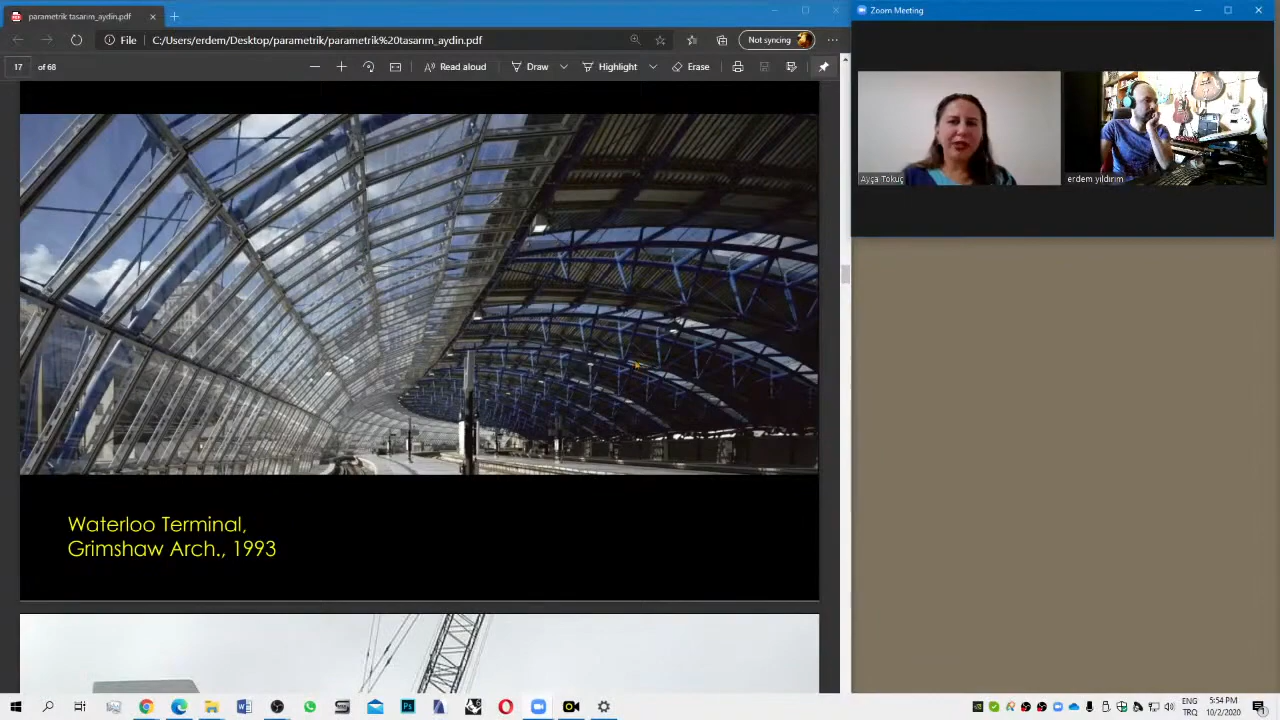 parametrik tasarım_aydin.pdf
File
C:/Users/erdem/Desktop/parametrik/parametrik%20tasarım_aydin.pdf
Not syncing
17 of 68
Read aloud
Draw
Highlight
Erase
Zoom Meeting
Ayça Tokuç
erdem yıldırım
Waterloo Terminal,
Grimshaw Arch., 1993
ENG
TRQ
5:54 PM
10/2/2020